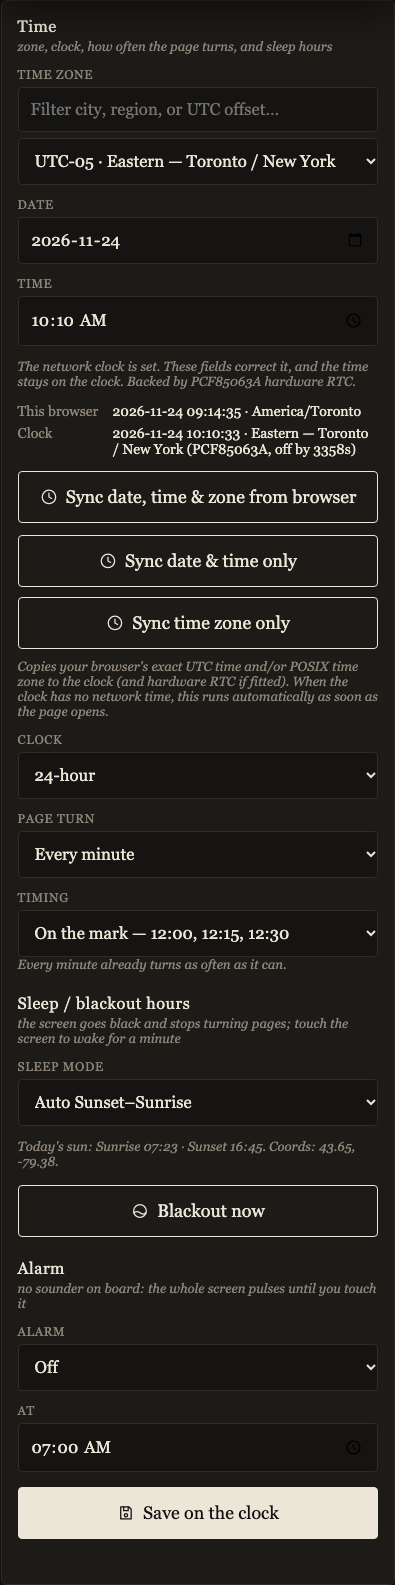 Time
zone, clock, how often the page turns, and sleep hours
TIME ZONE
Filter city, region, or UTC offset...
UTC-05 · Eastern — Toronto / New York
DATE
2026-11-24
TIME
10:10 AM
The network clock is set. These fields correct it, and the time
stays on the clock. Backed by PCF85063A hardware RTC.
This browser 2026-11-24 09:14:35 · America/Toronto
Clock 2026-11-24 10:10:33 · Eastern — Toronto
/ New York (PCF85063A, off by 3358s)
Sync date, time & zone from browser
Sync date & time only
Sync time zone only
Copies your browser's exact UTC time and/or POSIX time
zone to the clock (and hardware RTC if fitted). When the
clock has no network time, this runs automatically as soon as
the page opens.
CLOCK
24-hour
PAGE TURN
Every minute
TIMING
On the mark — 12:00, 12:15, 12:30
Every minute already turns as often as it can.
Sleep / blackout hours
the screen goes black and stops turning pages; touch the
screen to wake for a minute
SLEEP MODE
Auto Sunset–Sunrise
Today's sun: Sunrise 07:23 · Sunset 16:45. Coords: 43.65,
-79.38.
Blackout now
Alarm
no sounder on board: the whole screen pulses until you touch
it
ALARM
Off
AT
07:00 AM
Save on the clock